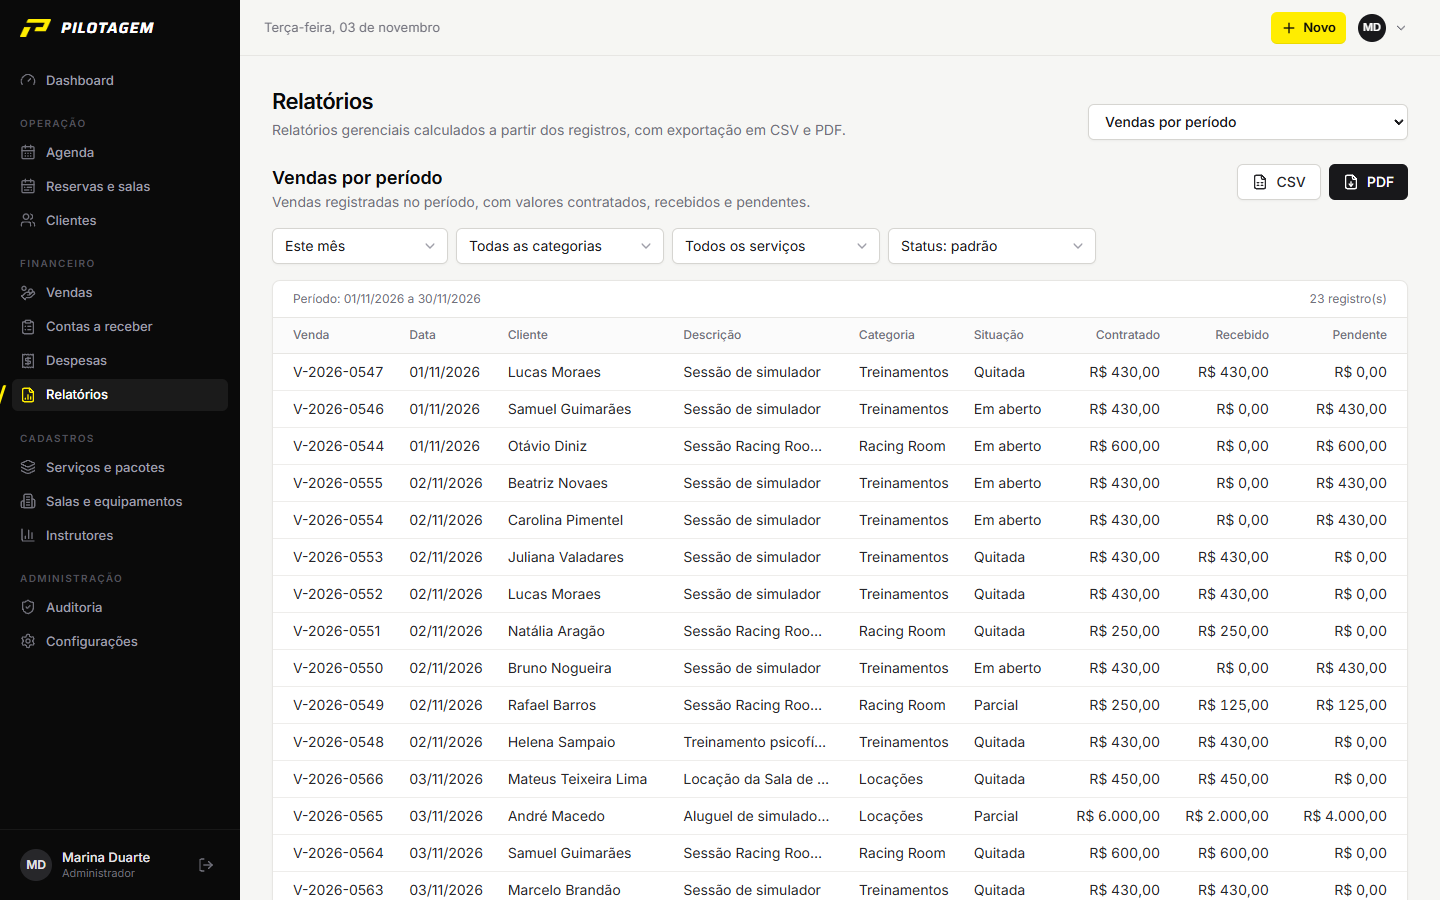 PILOTAGEM
Dashboard
OPERAÇÃO
Agenda
Reservas e salas
Clientes
FINANCEIRO
Vendas
Contas a receber
Despesas
Relatórios
CADASTROS
Serviços e pacotes
Salas e equipamentos
Instrutores
ADMINISTRAÇÃO
Auditoria
Configurações
MD Marina Duarte
Administrador
Terça-feira, 03 de novembro
Novo MD
Relatórios
Relatórios gerenciais calculados a partir dos registros, com exportação em CSV e PDF.
Vendas por período
Vendas por período
Vendas registradas no período, com valores contratados, recebidos e pendentes.
CSV PDF
Este mês Todas as categorias Todos os serviços Status: padrão
Período: 01/11/2026 a 30/11/2026 23 registro(s)
Venda Data Cliente Descrição Categoria Situação Contratado Recebido Pendente
V-2026-0547 01/11/2026 Lucas Moraes Sessão de simulador Treinamentos Quitada R$ 430,00 R$ 430,00 R$ 0,00
V-2026-0546 01/11/2026 Samuel Guimarães Sessão de simulador Treinamentos Em aberto R$ 430,00 R$ 0,00 R$ 430,00
V-2026-0544 01/11/2026 Otávio Diniz Sessão Racing Roo... Racing Room Em aberto R$ 600,00 R$ 0,00 R$ 600,00
V-2026-0555 02/11/2026 Beatriz Novaes Sessão de simulador Treinamentos Em aberto R$ 430,00 R$ 0,00 R$ 430,00
V-2026-0554 02/11/2026 Carolina Pimentel Sessão de simulador Treinamentos Em aberto R$ 430,00 R$ 0,00 R$ 430,00
V-2026-0553 02/11/2026 Juliana Valadares Sessão de simulador Treinamentos Quitada R$ 430,00 R$ 430,00 R$ 0,00
V-2026-0552 02/11/2026 Lucas Moraes Sessão de simulador Treinamentos Quitada R$ 430,00 R$ 430,00 R$ 0,00
V-2026-0551 02/11/2026 Natália Aragão Sessão Racing Roo... Racing Room Quitada R$ 250,00 R$ 250,00 R$ 0,00
V-2026-0550 02/11/2026 Bruno Nogueira Sessão de simulador Treinamentos Em aberto R$ 430,00 R$ 0,00 R$ 430,00
V-2026-0549 02/11/2026 Rafael Barros Sessão Racing Roo... Racing Room Parcial R$ 250,00 R$ 125,00 R$ 125,00
V-2026-0548 02/11/2026 Helena Sampaio Treinamento psicofí... Treinamentos Quitada R$ 430,00 R$ 430,00 R$ 0,00
V-2026-0566 03/11/2026 Mateus Teixeira Lima Locação da Sala de ... Locações Quitada R$ 450,00 R$ 450,00 R$ 0,00
V-2026-0565 03/11/2026 André Macedo Aluguel de simulado... Locações Parcial R$ 6.000,00 R$ 2.000,00 R$ 4.000,00
V-2026-0564 03/11/2026 Samuel Guimarães Sessão Racing Roo... Racing Room Quitada R$ 600,00 R$ 600,00 R$ 0,00
V-2026-0563 03/11/2026 Marcelo Brandão Sessão de simulador Treinamentos Quitada R$ 430,00 R$ 430,00 R$ 0,00